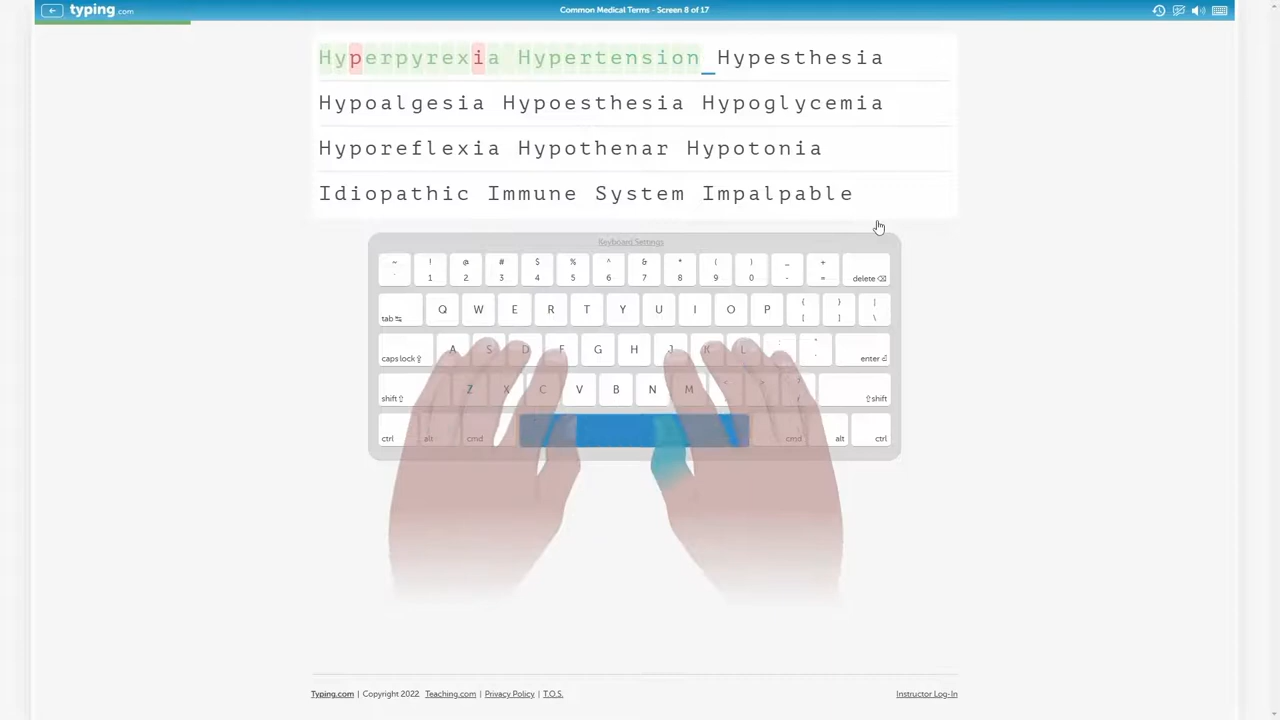 typing.com
Common Medical Terms - Screen 8 of 17
Hyperpyrexia Hypertension Hypesthesia
Hypoalgesia Hypoesthesia Hypoglycemia
Hyporeflexia Hypothenar Hypotonia
Idiopathic Immune System Impalpable
Keyboard Settings
~ ! @ # $ % ^ & * ( ) _ +
` 1 2 3 4 5 6 7 8 9 0 - = delete
tab Q W E R T Y U I O P { [ } ] | \
caps lock A S D F G H J K L : ; " ' enter
shift Z X C V B N M < > ? / shift
ctrl alt cmd cmd alt ctrl
Typing.com | Copyright 2022 Teaching.com | Privacy Policy | T.O.S.
Instructor Log-In